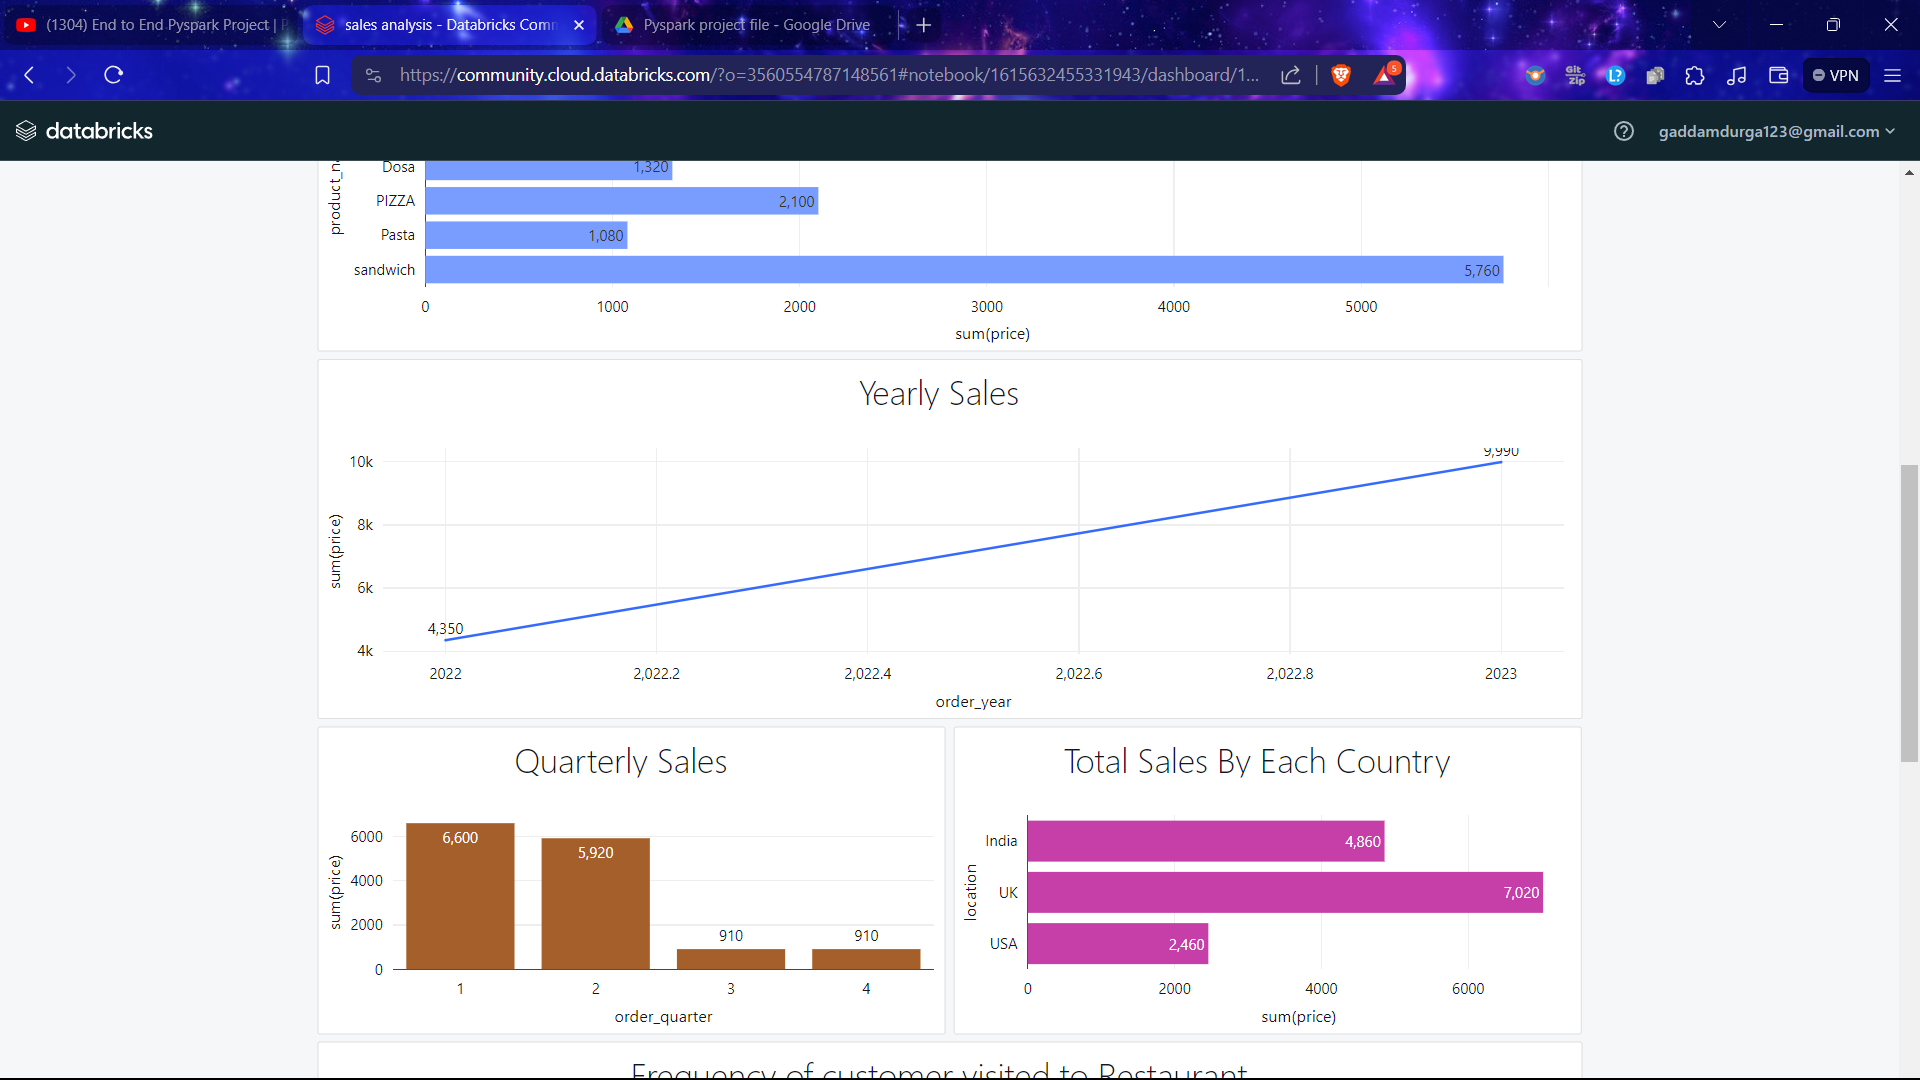 (1304) End to End Pyspark Project |
sales analysis - Databricks Comm
Pyspark project file - Google Drive
https://community.cloud.databricks.com/?o=3560554787148561#notebook/1615632455331943/dashboard/1...
5
Git
Zip
L?
VPN
databricks
gaddamdurga123@gmail.com
product_n
Dosa
1,320
PIZZA
2,100
Pasta
1,080
sandwich
5,760
0 1000 2000 3000 4000 5000
sum(price)
Yearly Sales
sum(price)
10k
8k
6k
4k
4,350
9,990
2022 2,022.2 2,022.4 2,022.6 2,022.8 2023
order_year
Quarterly Sales
sum(price)
6000
4000
2000
0
6,600
5,920
910
910
1 2 3 4
order_quarter
Total Sales By Each Country
location
India
4,860
UK
7,020
USA
2,460
0 2000 4000 6000
sum(price)
Frequency of customer visited to Restaurant